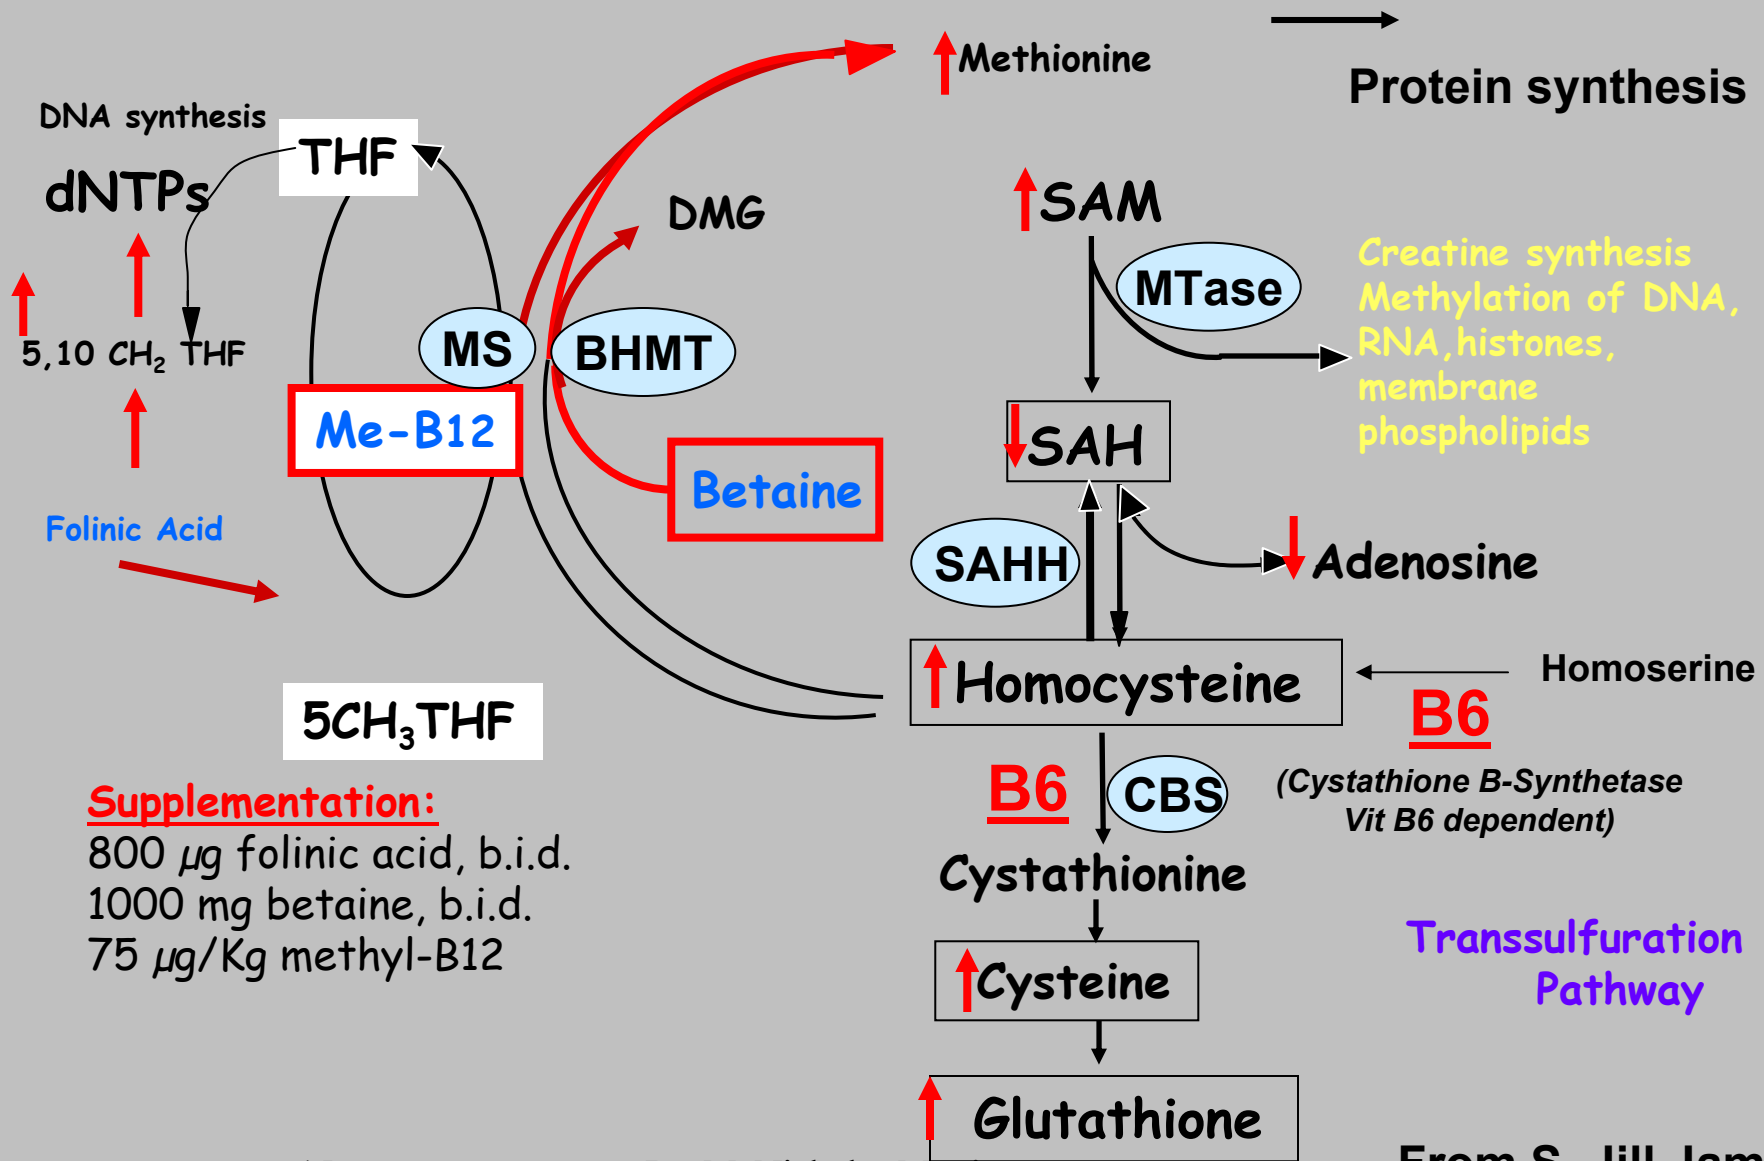 Methionine
Protein synthesis
DNA synthesis
THF
dNTPs
DMG
SAM
Creatine synthesis
Methylation of DNA,
RNA,histones,
membrane
phospholipids
MTase
5,10 CH₂ THF
MS
BHMT
Me-B12
SAH
Betaine
Folinic Acid
SAHH
Adenosine
Homocysteine
Homoserine
B6
5CH₃THF
B6
CBS
(Cystathione B-Synthetase
Vit B6 dependent)
Supplementation:
800 µg folinic acid, b.i.d.
1000 mg betaine, b.i.d.
75 µg/Kg methyl-B12
Cystathionine
Transsulfuration
Pathway
Cysteine
Glutathione
From S. Jill